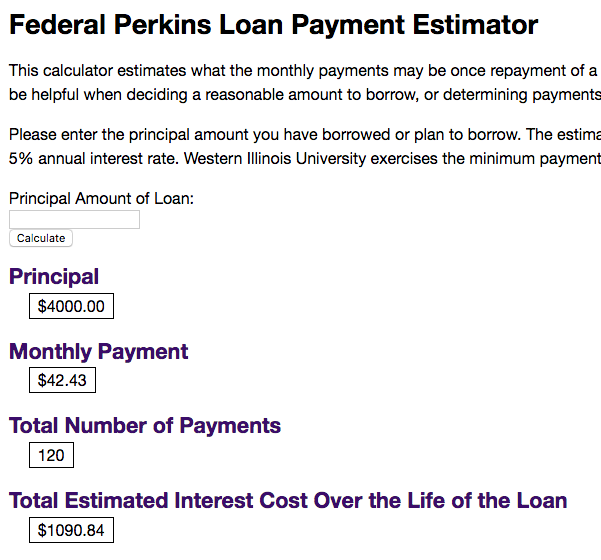 Federal Perkins Loan Payment Estimator
This calculator estimates what the monthly payments may be once repayment of a
be helpful when deciding a reasonable amount to borrow, or determining payments
Please enter the principal amount you have borrowed or plan to borrow. The estima
5% annual interest rate. Western Illinois University exercises the minimum payment
Principal Amount of Loan:
Calculate
Principal
$4000.00
Monthly Payment
$42.43
Total Number of Payments
120
Total Estimated Interest Cost Over the Life of the Loan
$1090.84